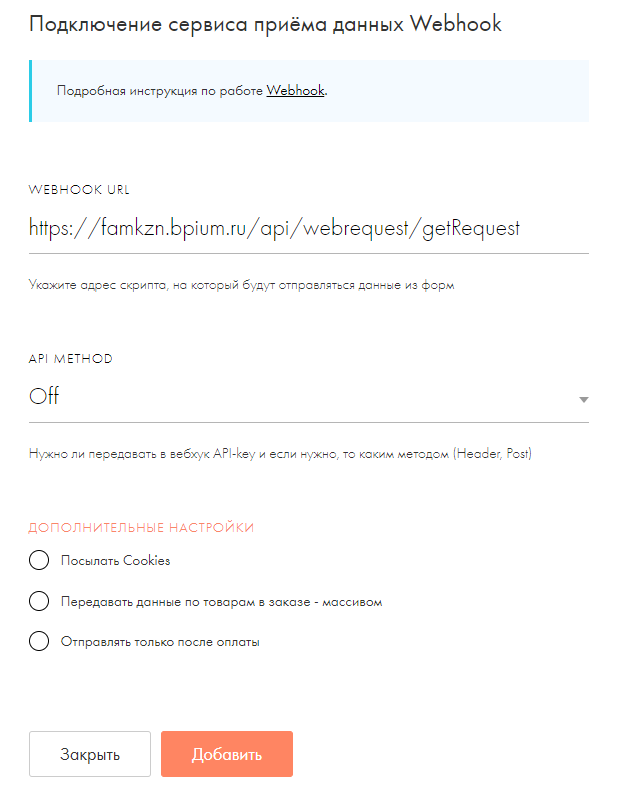 Подключение сервиса приёма данных Webhook
Подробная инструкция по работе Webhook.
WEBHOOK URL
https://famkzn.bpium.ru/api/webrequest/getRequest
Укажите адрес скрипта, на который будут отправляться данные из форм
API METHOD
Off
Нужно ли передавать в вебхук API-key и если нужно, то каким методом (Header, Post)
ДОПОЛНИТЕЛЬНЫЕ НАСТРОЙКИ
Посылать Cookies
Передавать данные по товарам в заказе - массивом
Отправлять только после оплаты
Закрыть
Добавить